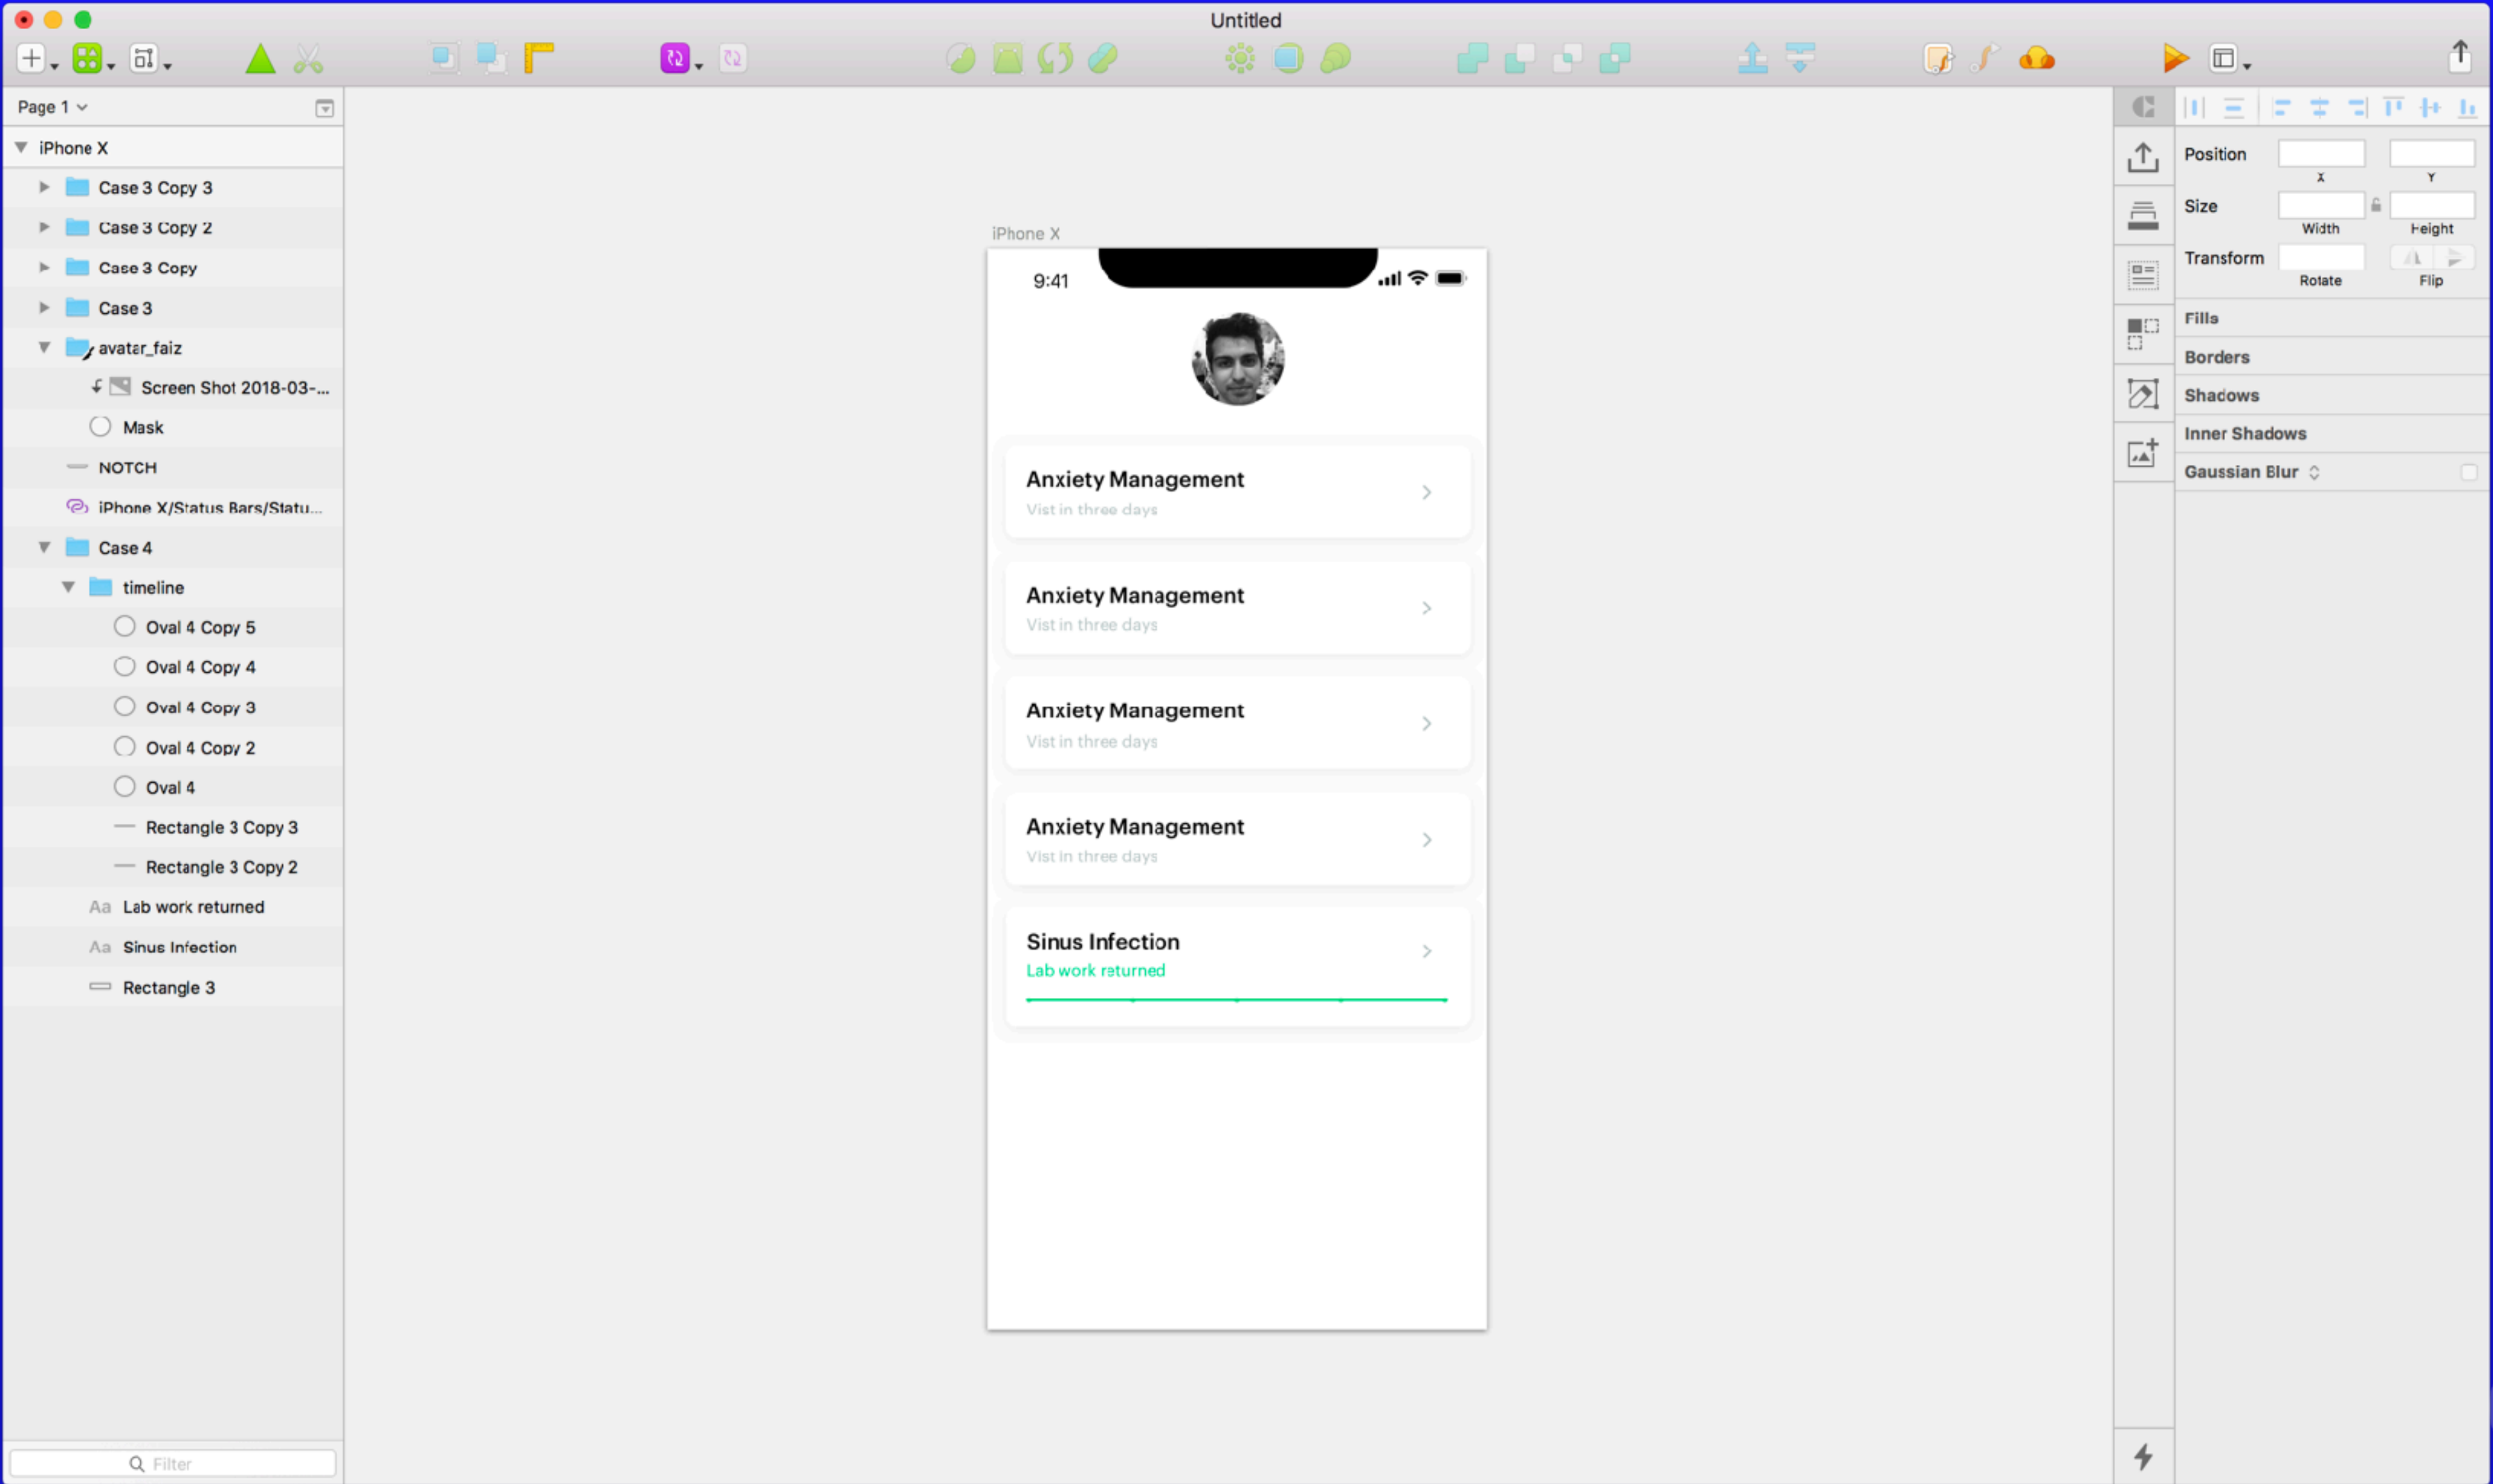 Untitled
Page 1
iPhone X
Case 3 Copy 3
Case 3 Copy 2
Case 3 Copy
Case 3
avatar_faiz
Screen Shot 2018-03-...
Mask
NOTCH
iPhone X/Status Bars/Statu...
Case 4
timeline
Oval 4 Copy 5
Oval 4 Copy 4
Oval 4 Copy 3
Oval 4 Copy 2
Oval 4
Rectangle 3 Copy 3
Rectangle 3 Copy 2
Aa Lab work returned
Aa Sinus Infection
Rectangle 3
Filter
iPhone X
9:41
Anxiety Management
Vist in three days
Anxiety Management
Vist in three days
Anxiety Management
Vist in three days
Anxiety Management
Vist in three days
Sinus Infection
Lab work returned
Position
X Y
Size
Width Height
Transform
Rotate Flip
Fills
Borders
Shadows
Inner Shadows
Gaussian Blur